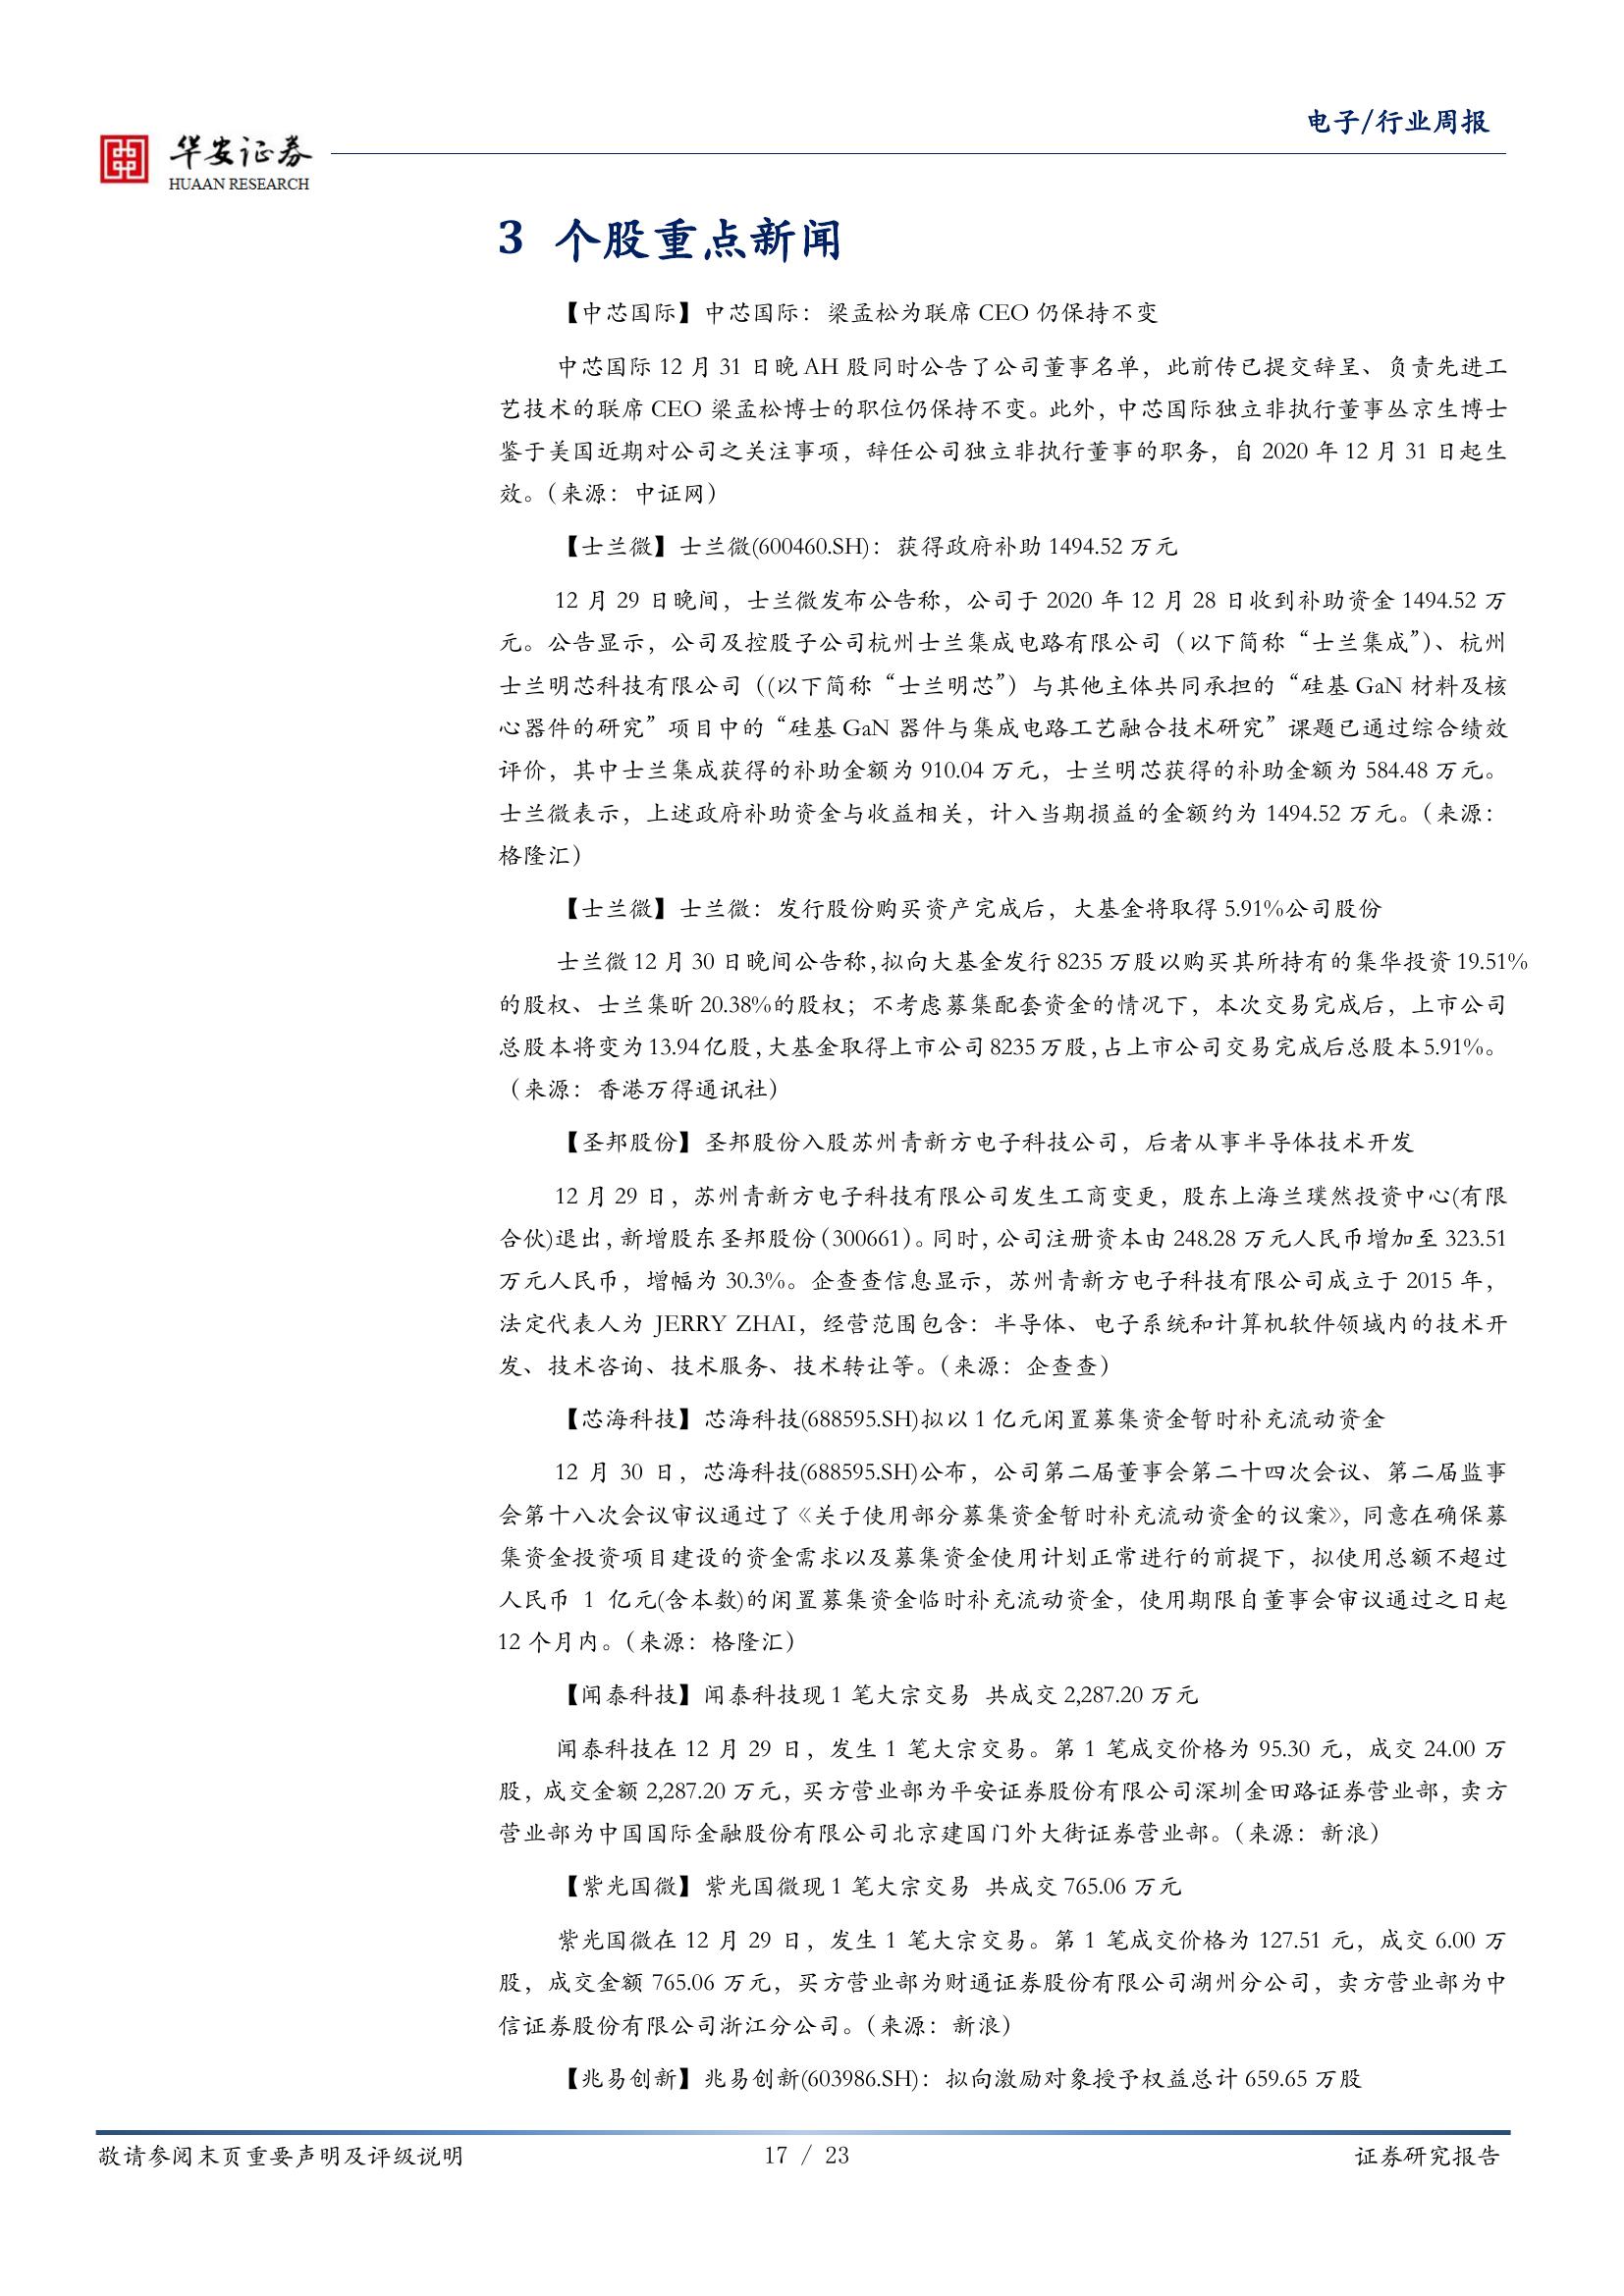 电子/行业周报
华安证券
HUAAN RESEARCH
3 个股重点新闻
【中芯国际】中芯国际：梁孟松为联席 CEO 仍保持不变
中芯国际 12 月 31 日晚 AH 股同时公告了公司董事名单，此前传已提交辞呈、负责先进工
艺技术的联席 CEO 梁孟松博士的职位仍保持不变。此外，中芯国际独立非执行董事丛京生博士
鉴于美国近期对公司之关注事项，辞任公司独立非执行董事的职务，自 2020 年 12 月 31 日起生
效。（来源：中证网）
【士兰微】士兰微(600460.SH)：获得政府补助 1494.52 万元
12 月 29 日晚间，士兰微发布公告称，公司于 2020 年 12 月 28 日收到补助资金 1494.52 万
元。公告显示，公司及控股子公司杭州士兰集成电路有限公司（以下简称“士兰集成”）、杭州
士兰明芯科技有限公司（(以下简称“士兰明芯”）与其他主体共同承担的“硅基 GaN 材料及核
心器件的研究”项目中的“硅基 GaN 器件与集成电路工艺融合技术研究”课题已通过综合绩效
评价，其中士兰集成获得的补助金额为 910.04 万元，士兰明芯获得的补助金额为 584.48 万元。
士兰微表示，上述政府补助资金与收益相关，计入当期损益的金额约为 1494.52 万元。（来源：
格隆汇）
【士兰微】士兰微：发行股份购买资产完成后，大基金将取得 5.91%公司股份
士兰微 12 月 30 日晚间公告称，拟向大基金发行 8235 万股以购买其所持有的集华投资 19.51%
的股权、士兰集昕 20.38%的股权；不考虑募集配套资金的情况下，本次交易完成后，上市公司
总股本将变为 13.94 亿股，大基金取得上市公司 8235 万股，占上市公司交易完成后总股本 5.91%。
（来源：香港万得通讯社）
【圣邦股份】圣邦股份入股苏州青新方电子科技公司，后者从事半导体技术开发
12 月 29 日，苏州青新方电子科技有限公司发生工商变更，股东上海兰璞然投资中心(有限
合伙)退出，新增股东圣邦股份（300661）。同时，公司注册资本由 248.28 万元人民币增加至 323.51
万元人民币，增幅为 30.3%。企查查信息显示，苏州青新方电子科技有限公司成立于 2015 年，
法定代表人为 JERRY ZHAI，经营范围包含：半导体、电子系统和计算机软件领域内的技术开
发、技术咨询、技术服务、技术转让等。（来源：企查查）
【芯海科技】芯海科技(688595.SH)拟以 1 亿元闲置募集资金暂时补充流动资金
12 月 30 日，芯海科技(688595.SH)公布，公司第二届董事会第二十四次会议、第二届监事
会第十八次会议审议通过了《关于使用部分募集资金暂时补充流动资金的议案》，同意在确保募
集资金投资项目建设的资金需求以及募集资金使用计划正常进行的前提下，拟使用总额不超过
人民币 1 亿元(含本数)的闲置募集资金临时补充流动资金，使用期限自董事会审议通过之日起
12 个月内。（来源：格隆汇）
【闻泰科技】闻泰科技现 1 笔大宗交易 共成交 2,287.20 万元
闻泰科技在 12 月 29 日，发生 1 笔大宗交易。第 1 笔成交价格为 95.30 元，成交 24.00 万
股，成交金额 2,287.20 万元，买方营业部为平安证券股份有限公司深圳金田路证券营业部，卖方
营业部为中国国际金融股份有限公司北京建国门外大街证券营业部。（来源：新浪）
【紫光国微】紫光国微现 1 笔大宗交易 共成交 765.06 万元
紫光国微在 12 月 29 日，发生 1 笔大宗交易。第 1 笔成交价格为 127.51 元，成交 6.00 万
股，成交金额 765.06 万元，买方营业部为财通证券股份有限公司湖州分公司，卖方营业部为中
信证券股份有限公司浙江分公司。（来源：新浪）
【兆易创新】兆易创新(603986.SH)：拟向激励对象授予权益总计 659.65 万股
敬请参阅末页重要声明及评级说明
17 / 23
证券研究报告